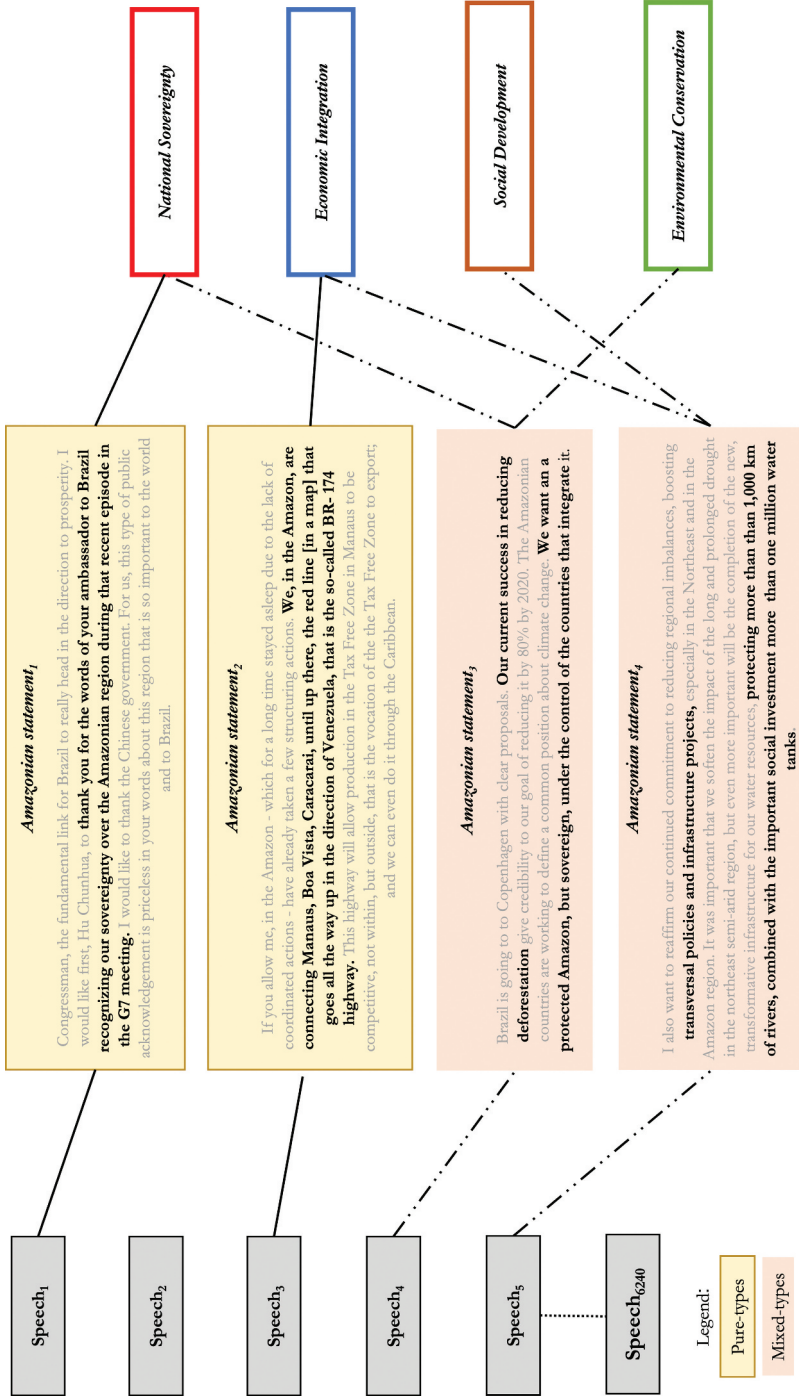 Speech1
Speech2
Speech3
Speech4
Speech5
Speech6240
Legend:
Pure-types
Mixed-types
Amazonian statement1
Congressman, the fundamental link for Brazil to really head in the direction to prosperity. I
would like first, Hu Chunhua, to thank you for the words of your ambassador to Brazil
recognizing our sovereignty over the Amazonian region during that recent episode in
the G7 meeting. I would like to thank the Chinese government. For us, this type of public
acknowledgement is priceless in your words about this region that is so important to the world
and to Brazil.
Amazonian statement2
If you allow me, in the Amazon - which for a long time stayed asleep due to the lack of
coordinated actions - have already taken a few structuring actions. We, in the Amazon, are
connecting Manaus, Boa Vista, Caracarai, until up there, the red line [in a map] that
goes all the way up in the direction of Venezuela, that is the so-called BR- 174
highway. This highway will allow production in the Tax Free Zone in Manaus to be
competitive, not within, but outside, that is the vocation of the the Tax Free Zone to export;
and we can even do it through the Caribbean.
Amazonian statement3
Brazil is going to to Copenhagen with clear proposals. Our current success in reducing
deforestation give credibility to our goal of reducing it by 80% by 2020. The Amazonian
countries are working to define a common position about climate change. We want an a
protected Amazon, but sovereign, under the control of the countries that integrate it.
Amazonian statement4
I also want to reaffirm our continued commitment to reducing regional imbalances, boosting
transversal policies and infrastructure projects, especially in the Northeast and in the
Amazon region. It was important that we soften the impact of the long and prolonged drought
in the northeast semi-arid region, but even more important will be the completion of the new,
transformative infrastructure for our water resources, protecting more than than 1,000 km
of rivers, combined with the important social investment more than one million water
tanks.
National Sovereignty
Economic Integration
Social Development
Environmental Conservation